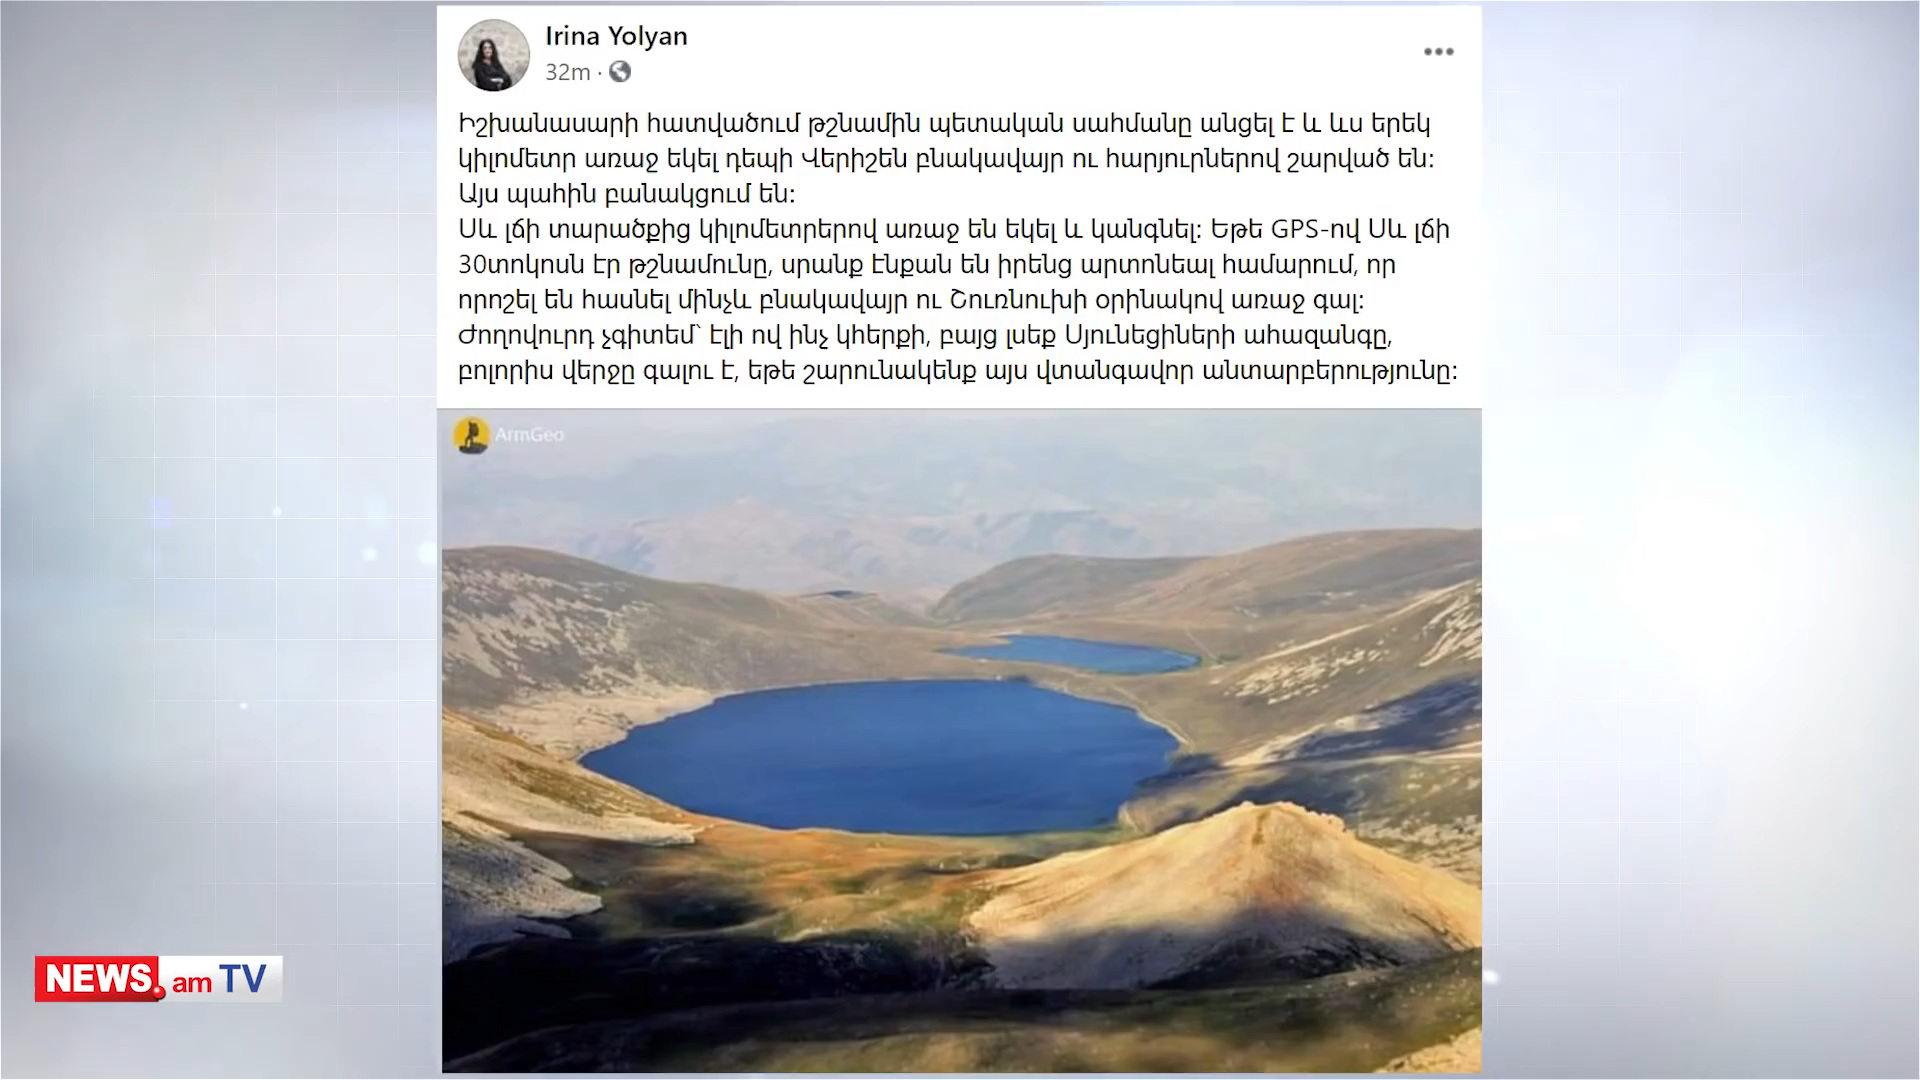 Irina Yolyan
32m ·
Իշխանասարի հատվածում թշնամին պետական սահմանը անցել է և ևս երեկ
կիլոմետր առաջ եկել դեպի Վերիշեն բնակավայր ու հարյուրներով շարված են:
Այս պահին բանակցում են:
Սև լճի տարածքից կիլոմետրերով առաջ են եկել և կանգնել: Եթե GPS-ով Սև լճի
30տոկոսն էր թշնամունը, սրանք էնքան են իրենց արտոնեալ համարում, որ
որոշել են հասնել մինչև բնակավայր ու Շուռնուխի օրինակով առաջ գալ:
Ժողովուրդ չգիտեմ՝ էլի ով ինչ կհերքի, բայց լսեք Սյունեցիների ահազանգը,
բոլորիս վերջը գալու է, եթե շարունակենք այս վտանգավոր անտարբերությունը:
ArmGeo
NEWS.am TV